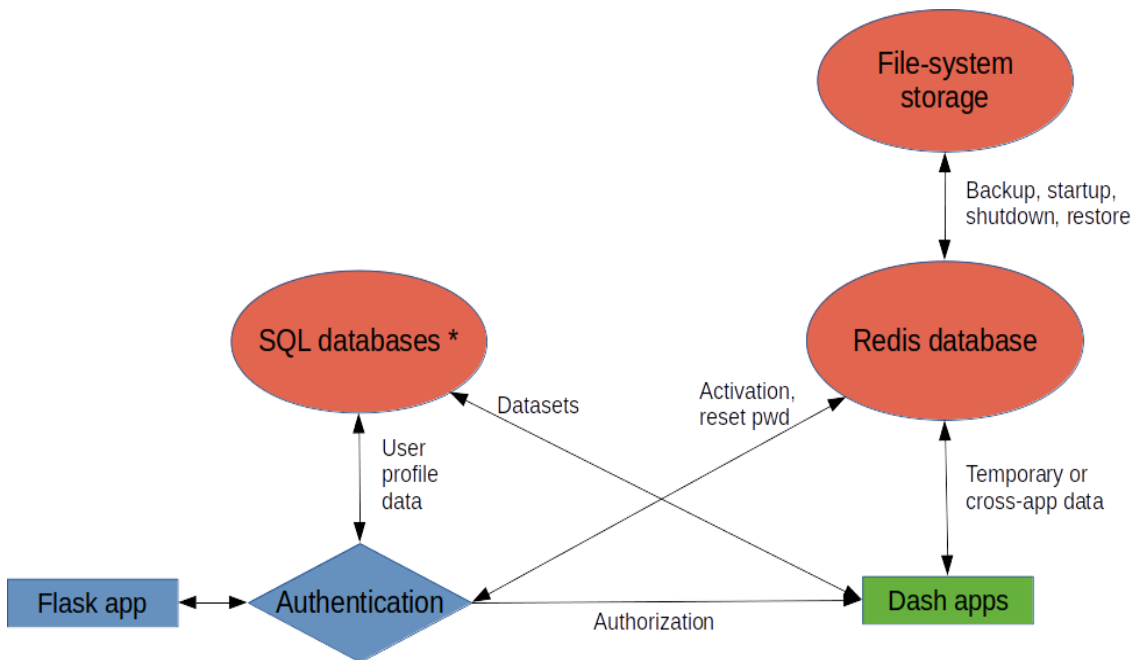 File-system
storage
Backup, startup,
shutdown, restore
SQL databases *
Redis database
Datasets
Activation,
reset pwd
User
profile
data
Temporary or
cross-app data
Flask app
Authentication
Authorization
Dash apps